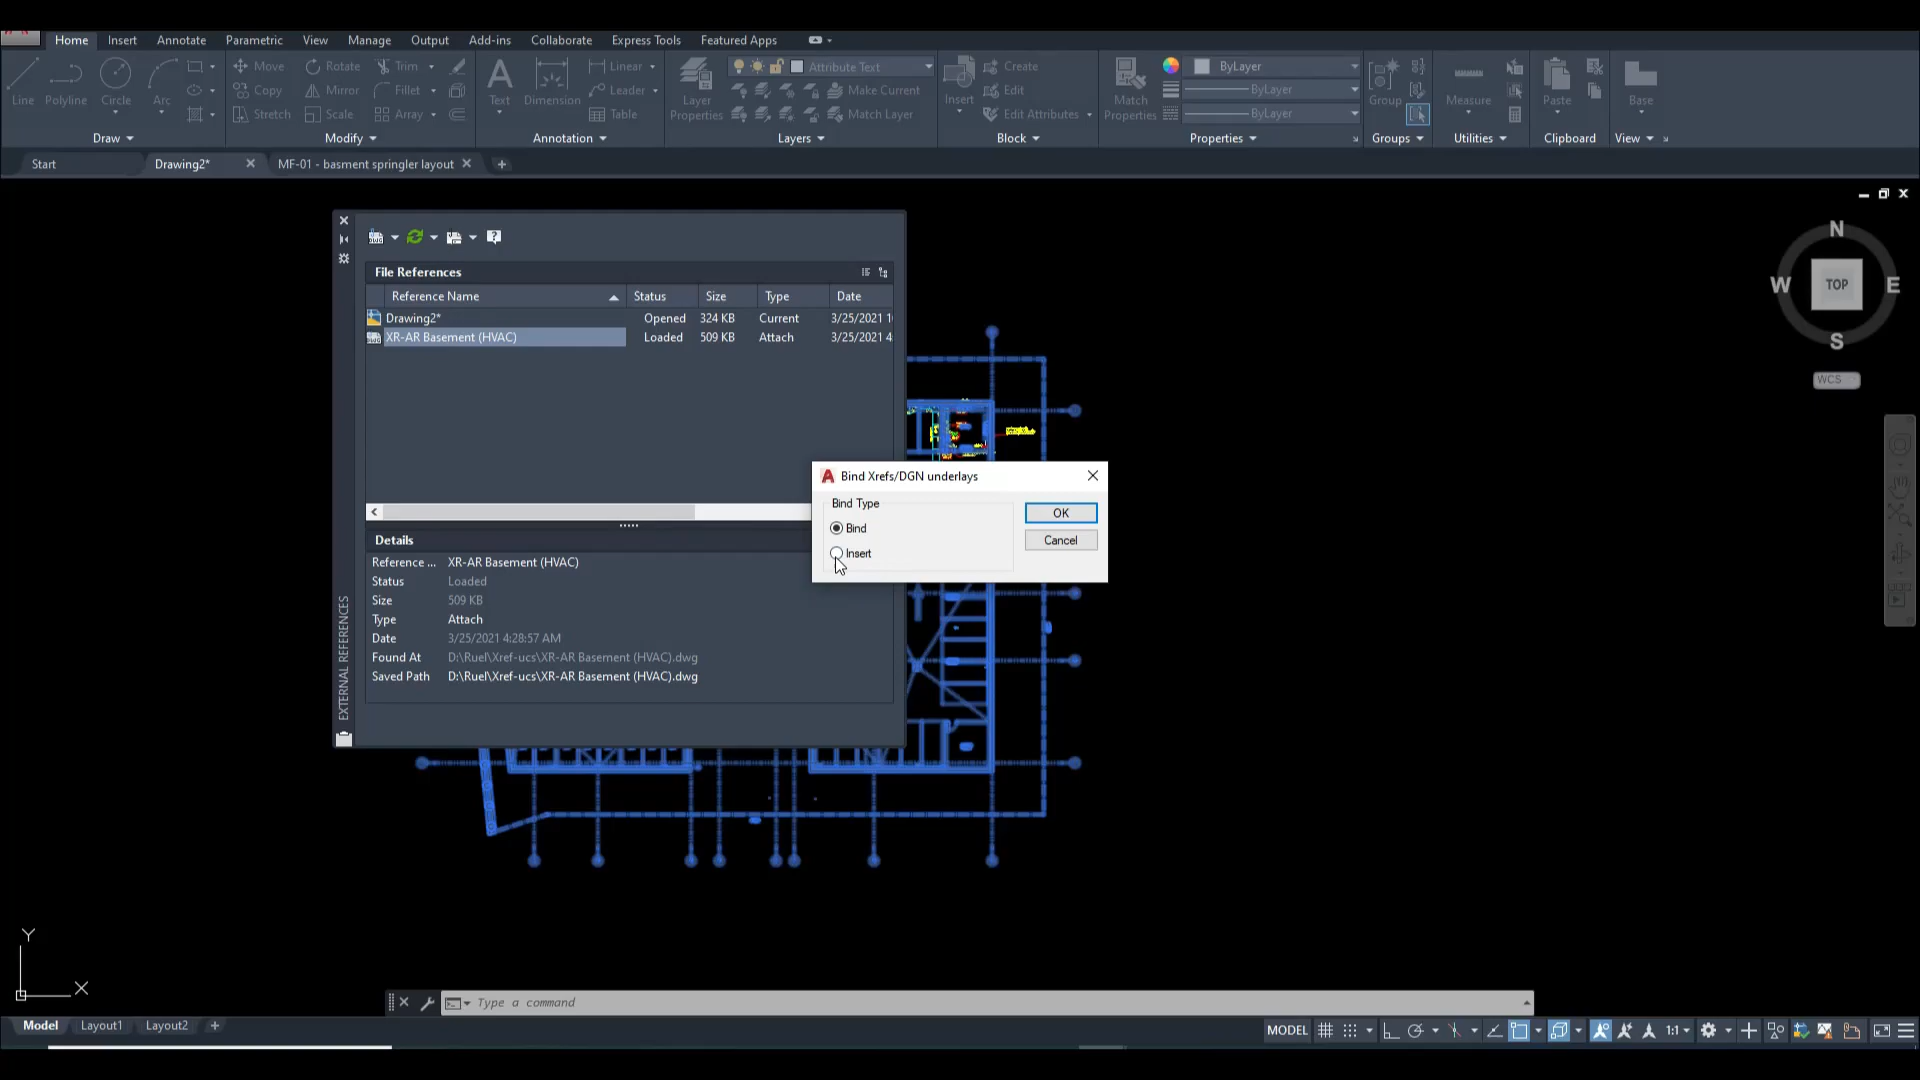 Home Insert Annotate Parametric View Manage Output Add-ins Collaborate Express Tools Featured Apps
Move Rotate Trim Linear Attribute Text Create ByLayer
Copy Mirror Fillet Leader Make Current Edit ByLayer
Line Polyline Circle Arc Text Dimension Layer Properties Insert Match Properties Group Measure Paste Base
Stretch Scale Array Table Match Layer Edit Attributes ByLayer
Draw Modify Annotation Layers Block Properties Groups Utilities Clipboard View
Start Drawing2* MF-01 - basment springler layout
N
W TOP E
S
WCS
File References
Reference Name Status Size Type Date
Drawing2* Opened 324 KB Current 3/25/2021 1
XR-AR Basement (HVAC) Loaded 509 KB Attach 3/25/2021 4
Bind Xrefs/DGN underlays
Bind Type
OK
Bind
Cancel
Insert
Details
Reference ... XR-AR Basement (HVAC)
Status Loaded
Size 509 KB
Type Attach
Date 3/25/2021 4:28:57 AM
Found At D:\Ruel\Xref-ucs\XR-AR Basement (HVAC).dwg
Saved Path D:\Ruel\Xref-ucs\XR-AR Basement (HVAC).dwg
EXTERNAL REFERENCES
Y
X
Type a command
Model Layout1 Layout2
MODEL 1:1